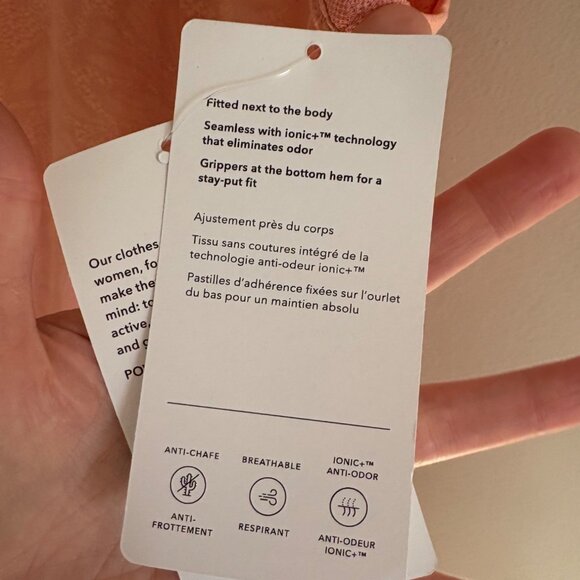 Fitted next to the body
Seamless with ionic+™ technology
that eliminates odor
Grippers at the bottom hem for a
stay-put fit
Ajustement près du corps
Tissu sans coutures intégré de la
technologie anti-odeur ionic+™
Pastilles d'adhérence fixées sur l'ourlet
du bas pour un maintien absolu
ANTI-CHAFE
ANTI-
FROTTEMENT
BREATHABLE
RESPIRANT
IONIC+™
ANTI-ODOR
ANTI-ODEUR
IONIC+™
Our clothes
women, fo
make the
mind: to
active,
and g